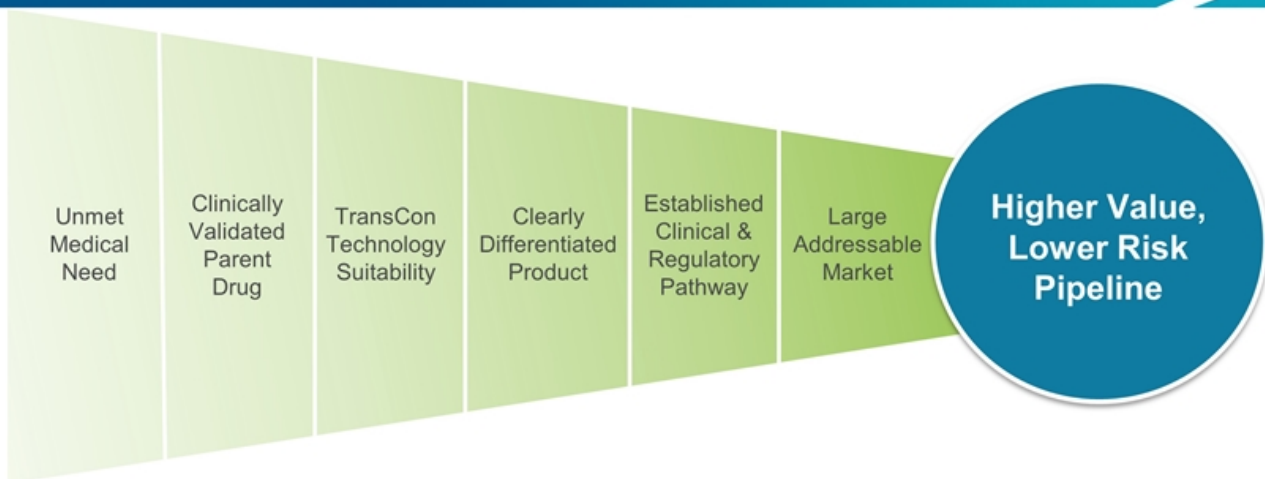 Unmet
Medical
Need
Clinically
Validated
Parent
Drug
TransCon
Technology
Suitability
Clearly
Differentiated
Product
Established
Clinical &
Regulatory
Pathway
Large
Addressable
Market
Higher Value,
Lower Risk
Pipeline